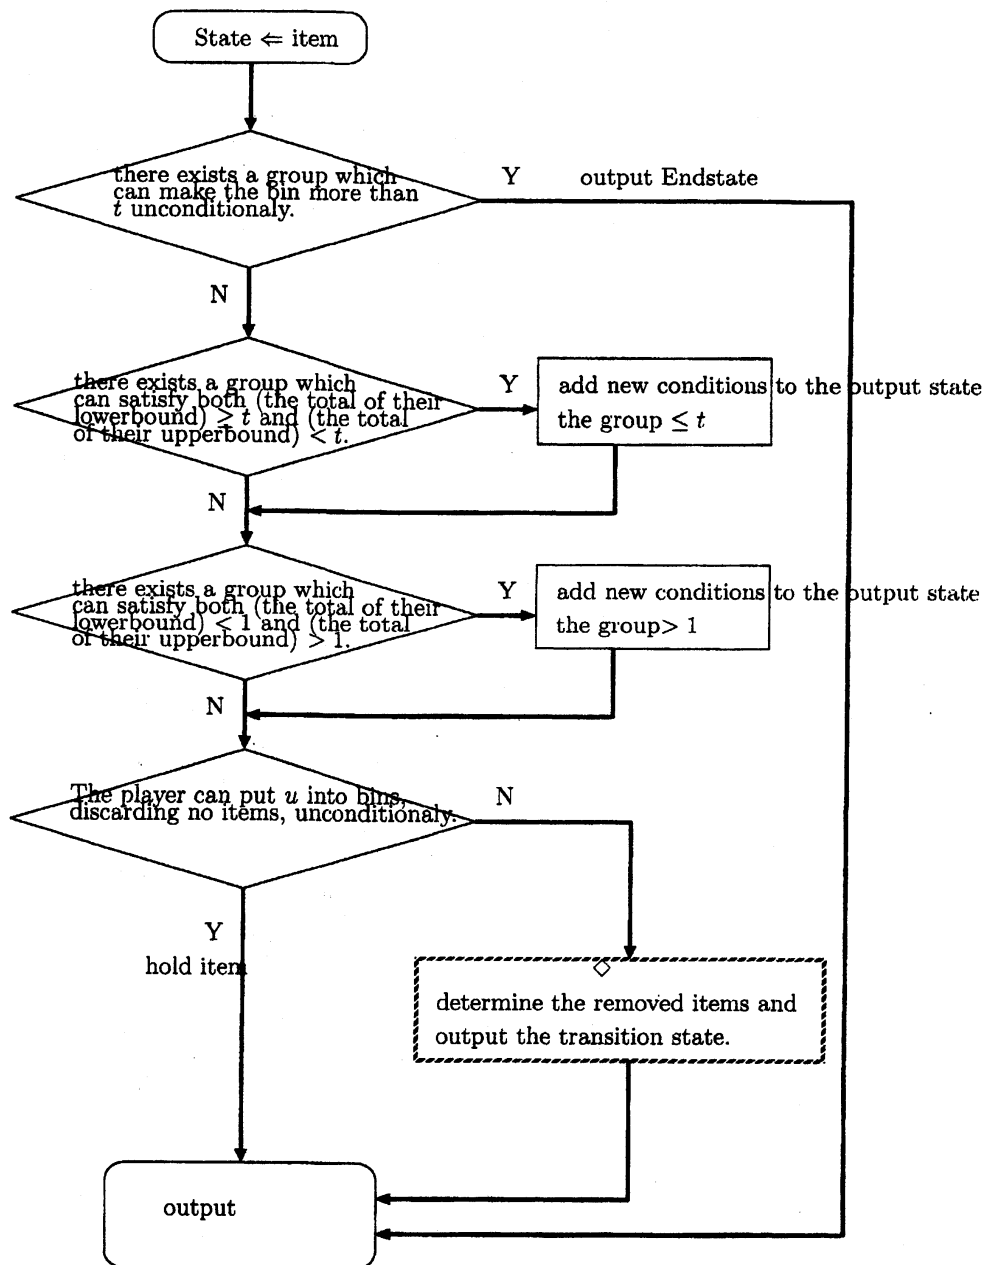 State ⇐ item
there exists a group which
can make the bin more than
t unconditionaly.
Y
output Endstate
N
there exists a group which
can satisfy both (the total of their
lowerbound) ≥ t and (the total
of their upperbound) < t.
Y
add new conditions to the output state
the group ≤ t
N
there exists a group which
can satisfy both (the total of their
lowerbound) < 1 and (the total
of their upperbound) > 1.
Y
add new conditions to the output state
the group> 1
N
The player can put u into bins,
discarding no items, unconditionaly.
N
Y
hold item
determine the removed items and
output the transition state.
output